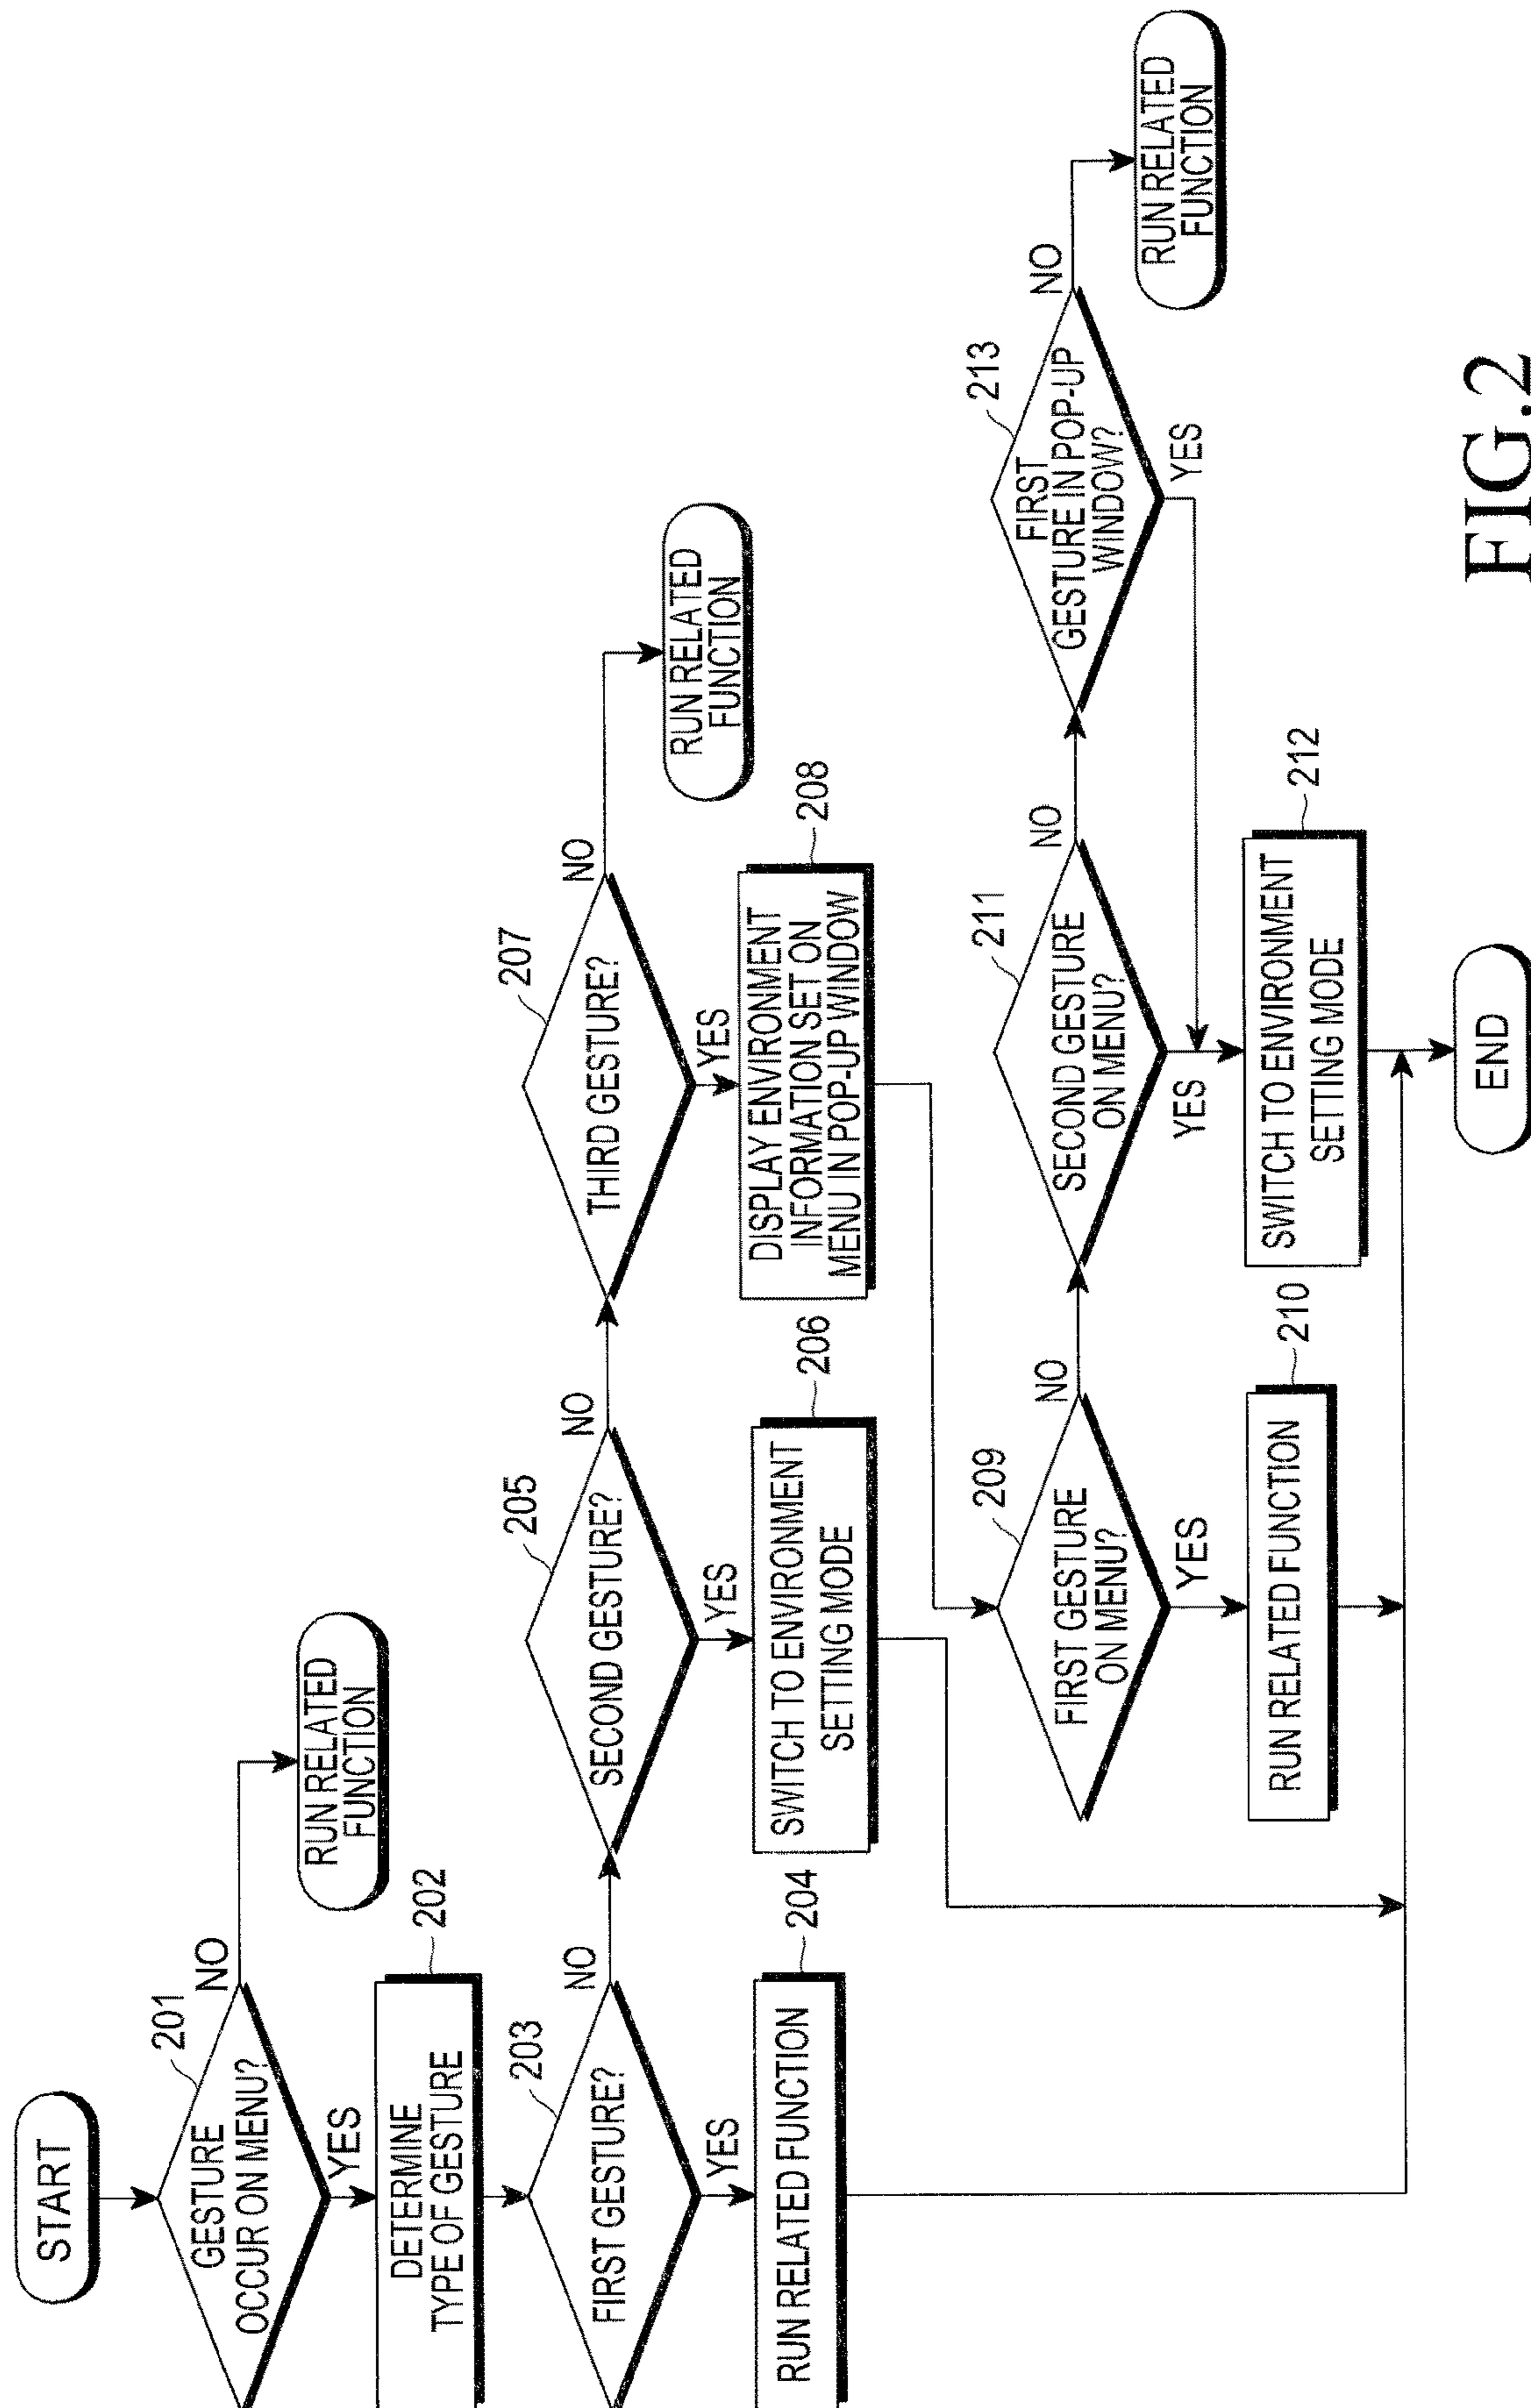 START
201
GESTURE
OCCUR ON MENU?
NO
RUN RELATED
FUNCTION
YES
202
DETERMINE
TYPE OF GESTURE
203
FIRST GESTURE?
NO
YES
204
RUN RELATED FUNCTION
205
SECOND GESTURE?
NO
YES
206
SWITCH TO ENVIRONMENT
SETTING MODE
207
THIRD GESTURE?
NO
RUN RELATED
FUNCTION
YES
208
DISPLAY ENVIRONMENT
INFORMATION SET ON
MENU IN POP-UP WINDOW
209
FIRST GESTURE
ON MENU?
NO
YES
210
RUN RELATED FUNCTION
211
SECOND GESTURE
ON MENU?
NO
YES
212
SWITCH TO ENVIRONMENT
SETTING MODE
213
FIRST
GESTURE IN POP-UP
WINDOW?
NO
RUN RELATED
FUNCTION
YES
END
FIG.2